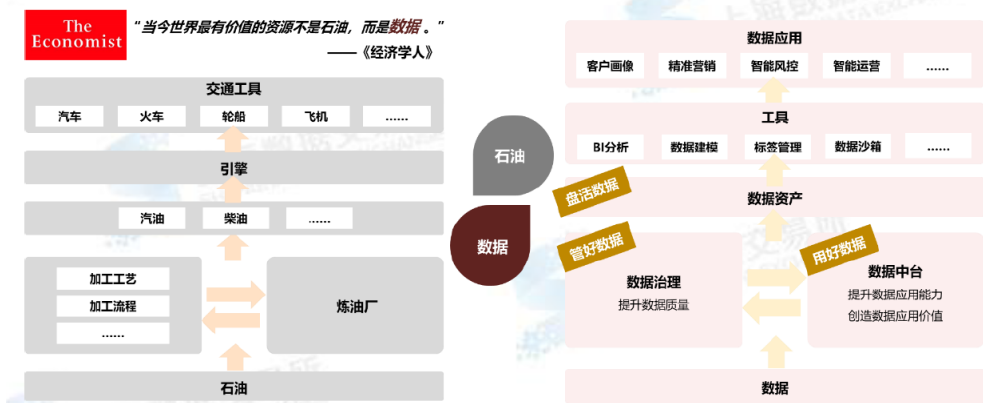 The
Economist
“当今世界最有价值的资源不是石油，而是数据 。”
——《经济学人》
交通工具
汽车 火车 轮船 飞机 ……
引擎
汽油 柴油 ……
加工工艺
加工流程
……
炼油厂
石油
石油
数据
数据应用
客户画像 精准营销 智能风控 智能运营 ……
工具
BI分析 数据建模 标签管理 数据沙箱 ……
盘活数据
数据资产
管好数据
数据治理
提升数据质量
用好数据
数据中台
提升数据应用能力
创造数据应用价值
数据